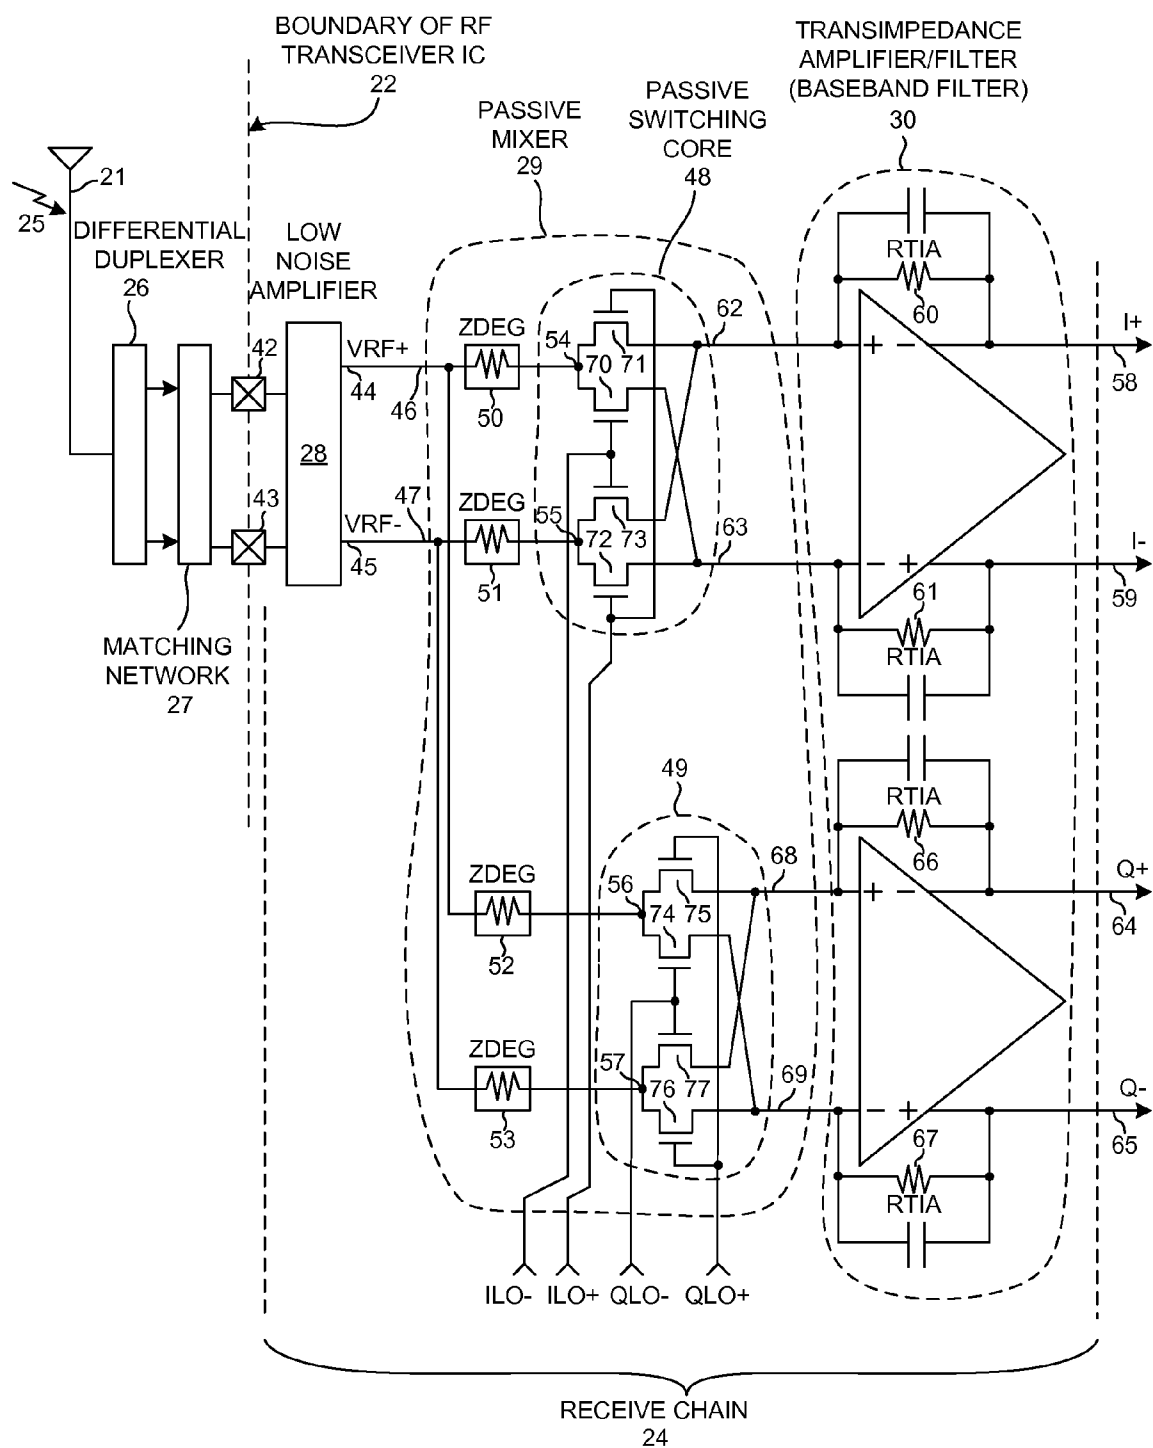 BOUNDARY OF RF
TRANSCEIVER IC
22
PASSIVE
MIXER
29
PASSIVE
SWITCHING
CORE
48
TRANSIMPEDANCE
AMPLIFIER/FILTER
(BASEBAND FILTER)
30
21
25
DIFFERENTIAL
DUPLEXER
26
LOW
NOISE
AMPLIFIER
42
43
28
MATCHING
NETWORK
27
VRF+
44
46
VRF-
45
47
ZDEG
50
ZDEG
51
54
70
71
55
72
73
62
63
RTIA
60
+
-
I+
58
-
+
I-
59
61
RTIA
49
ZDEG
52
ZDEG
53
56
74
75
57
76
77
68
69
RTIA
66
+
-
Q+
64
-
+
Q-
65
67
RTIA
ILO-
ILO+
QLO-
QLO+
RECEIVE CHAIN
24